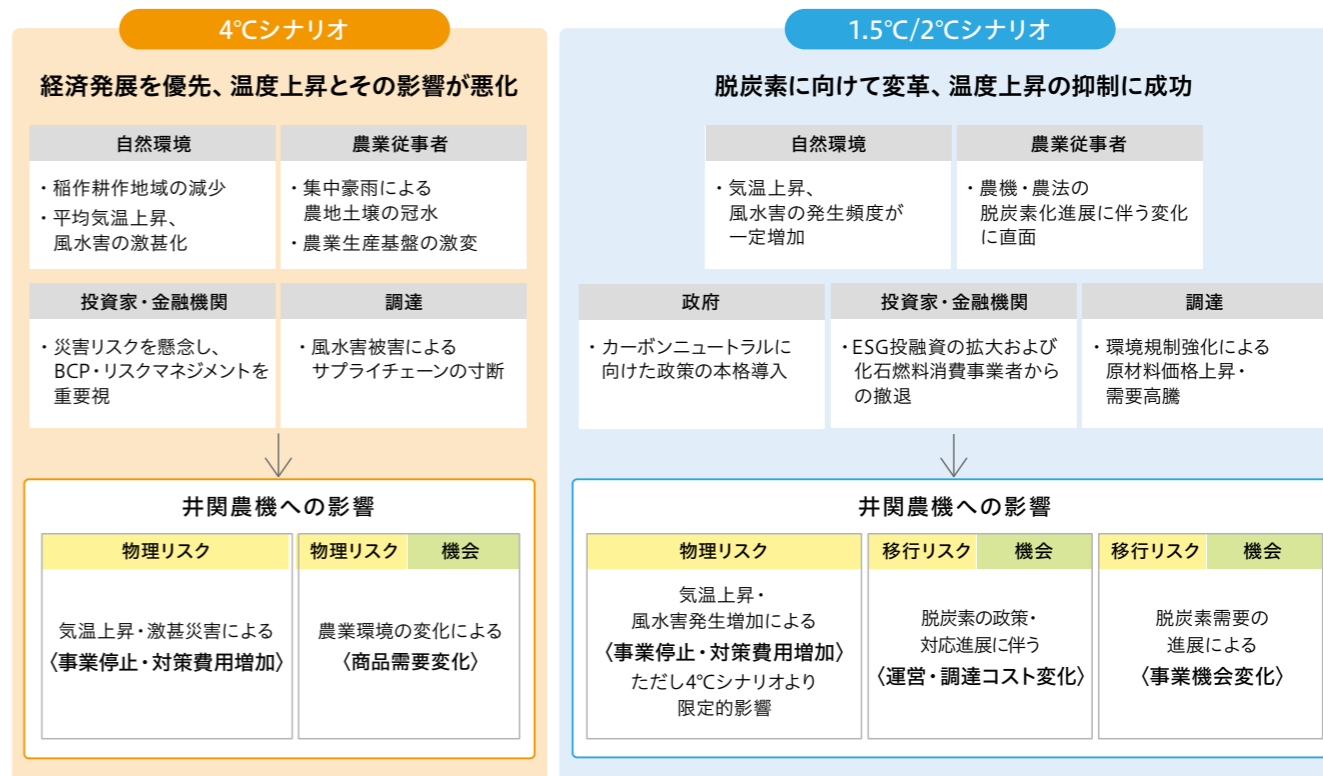 4℃シナリオ
経済発展を優先、温度上昇とその影響が悪化
自然環境
・稲作耕作地域の減少
・平均気温上昇、
風水害の激甚化
農業従事者
・集中豪雨による
農地土壌の冠水
・農業生産基盤の激変
投資家・金融機関
・災害リスクを懸念し、
BCP・リスクマネジメントを
重要視
調達
・風水害被害による
サプライチェーンの寸断
井関農機への影響
物理リスク
気温上昇・激甚災害による
〈事業停止・対策費用増加〉
物理リスク 機会
農業環境の変化による
〈商品需要変化〉
1.5℃/2℃シナリオ
脱炭素に向けて変革、温度上昇の抑制に成功
自然環境
・気温上昇、
風水害の発生頻度が
一定増加
農業従事者
・農機・農法の
脱炭素化進展に伴う変化
に直面
政府
・カーボンニュートラルに
向けた政策の本格導入
投資家・金融機関
・ESG投融資の拡大および
化石燃料消費事業者から
の撤退
調達
・環境規制強化による
原材料価格上昇・
需要高騰
井関農機への影響
物理リスク
気温上昇・
風水害発生増加による
〈事業停止・対策費用増加〉
ただし4℃シナリオより
限定的影響
移行リスク 機会
脱炭素の政策・
対応進展に伴う
〈運営・調達コスト変化〉
移行リスク 機会
脱炭素需要の
進展による
〈事業機会変化〉